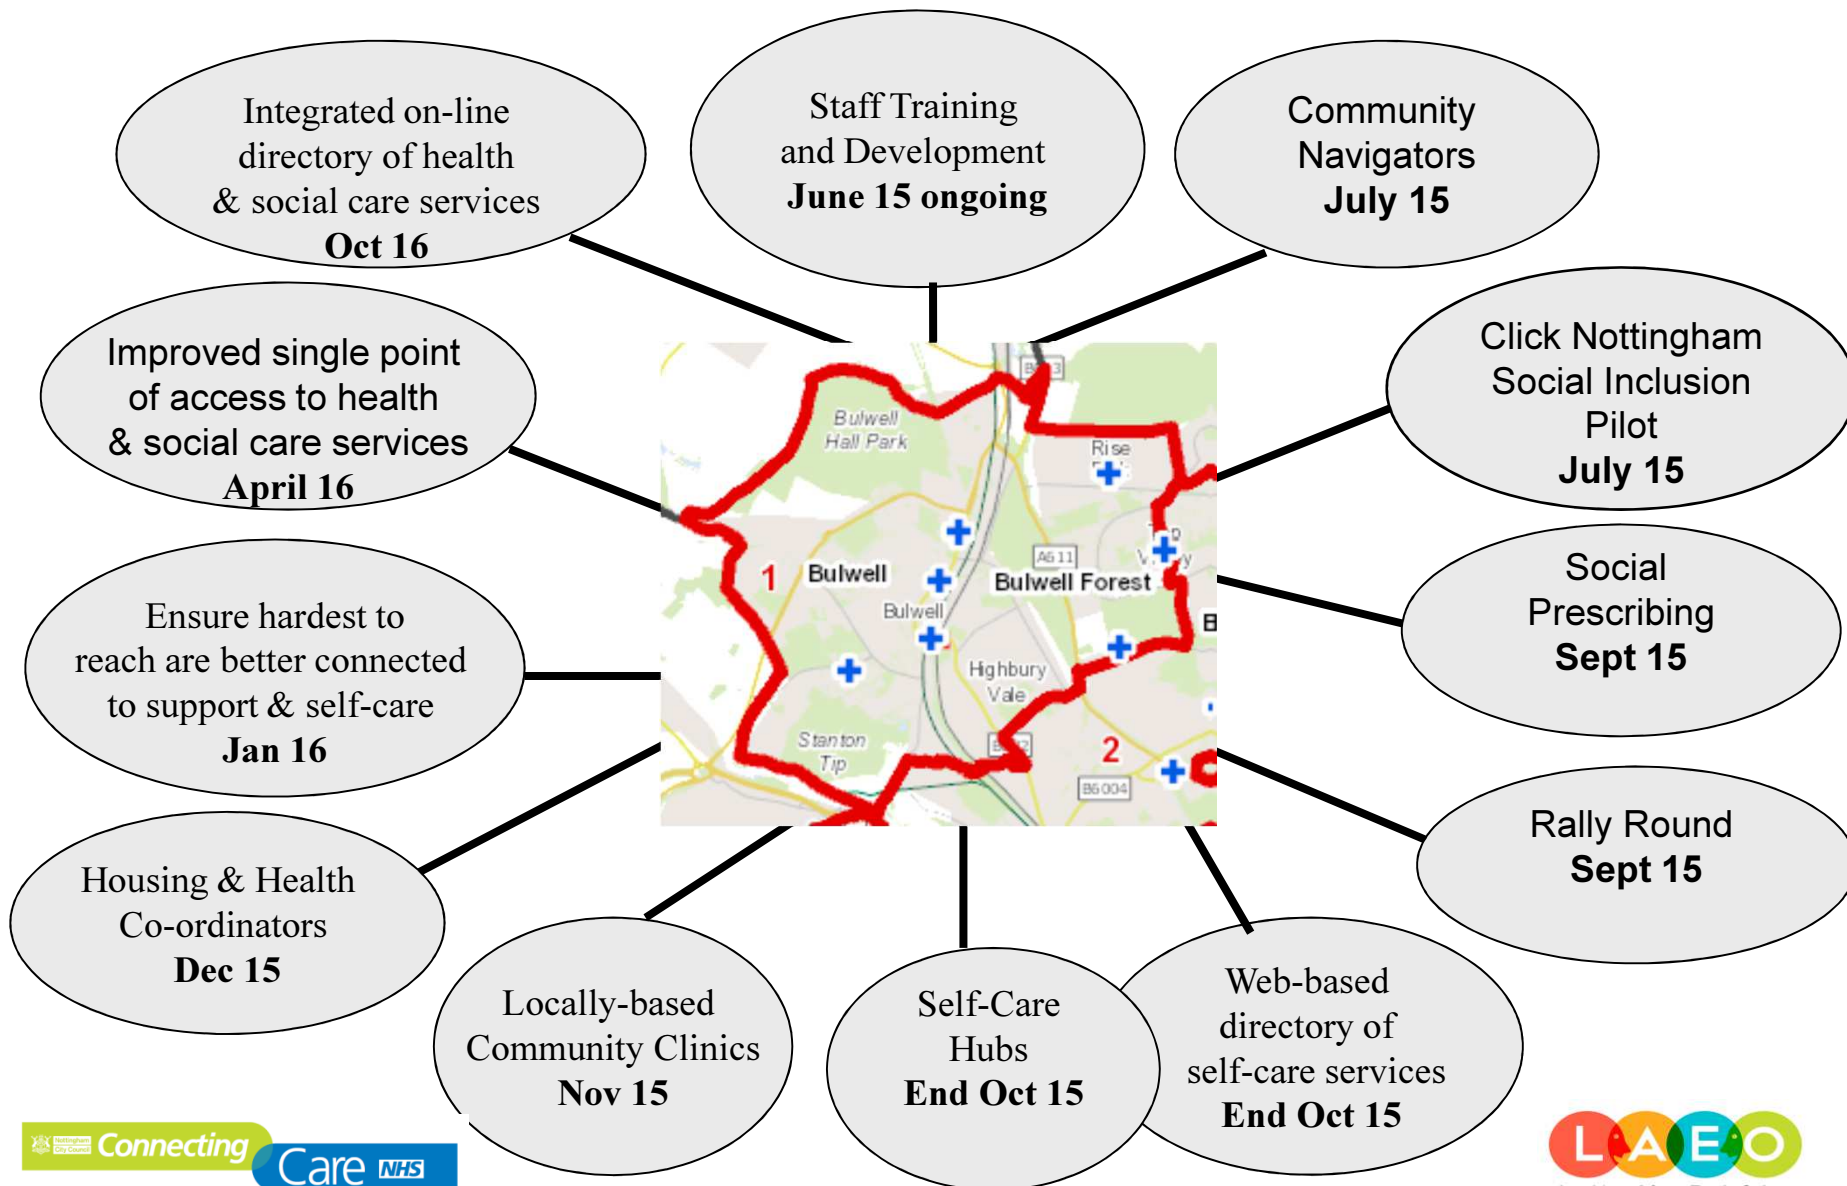 Integrated on-line
directory of health
& social care services
Oct 16
Staff Training
and Development
June 15 ongoing
Community
Navigators
July 15
Improved single point
of access to health
& social care services
April 16
Click Nottingham
Social Inclusion
Pilot
July 15
Ensure hardest to
reach are better connected
to support & self-care
Jan 16
Social
Prescribing
Sept 15
Housing & Health
Co-ordinators
Dec 15
Rally Round
Sept 15
Locally-based
Community Clinics
Nov 15
Self-Care
Hubs
End Oct 15
Web-based
directory of
self-care services
End Oct 15
Bulwell
Hall Park
Rise
A611
1
Bulwell
Bulwell Forest
Bulwell
B
Highbury
Vale
Stanton
Tip
2
B6004
Nottingham
City Council
Connecting
Care NHS
LAEO